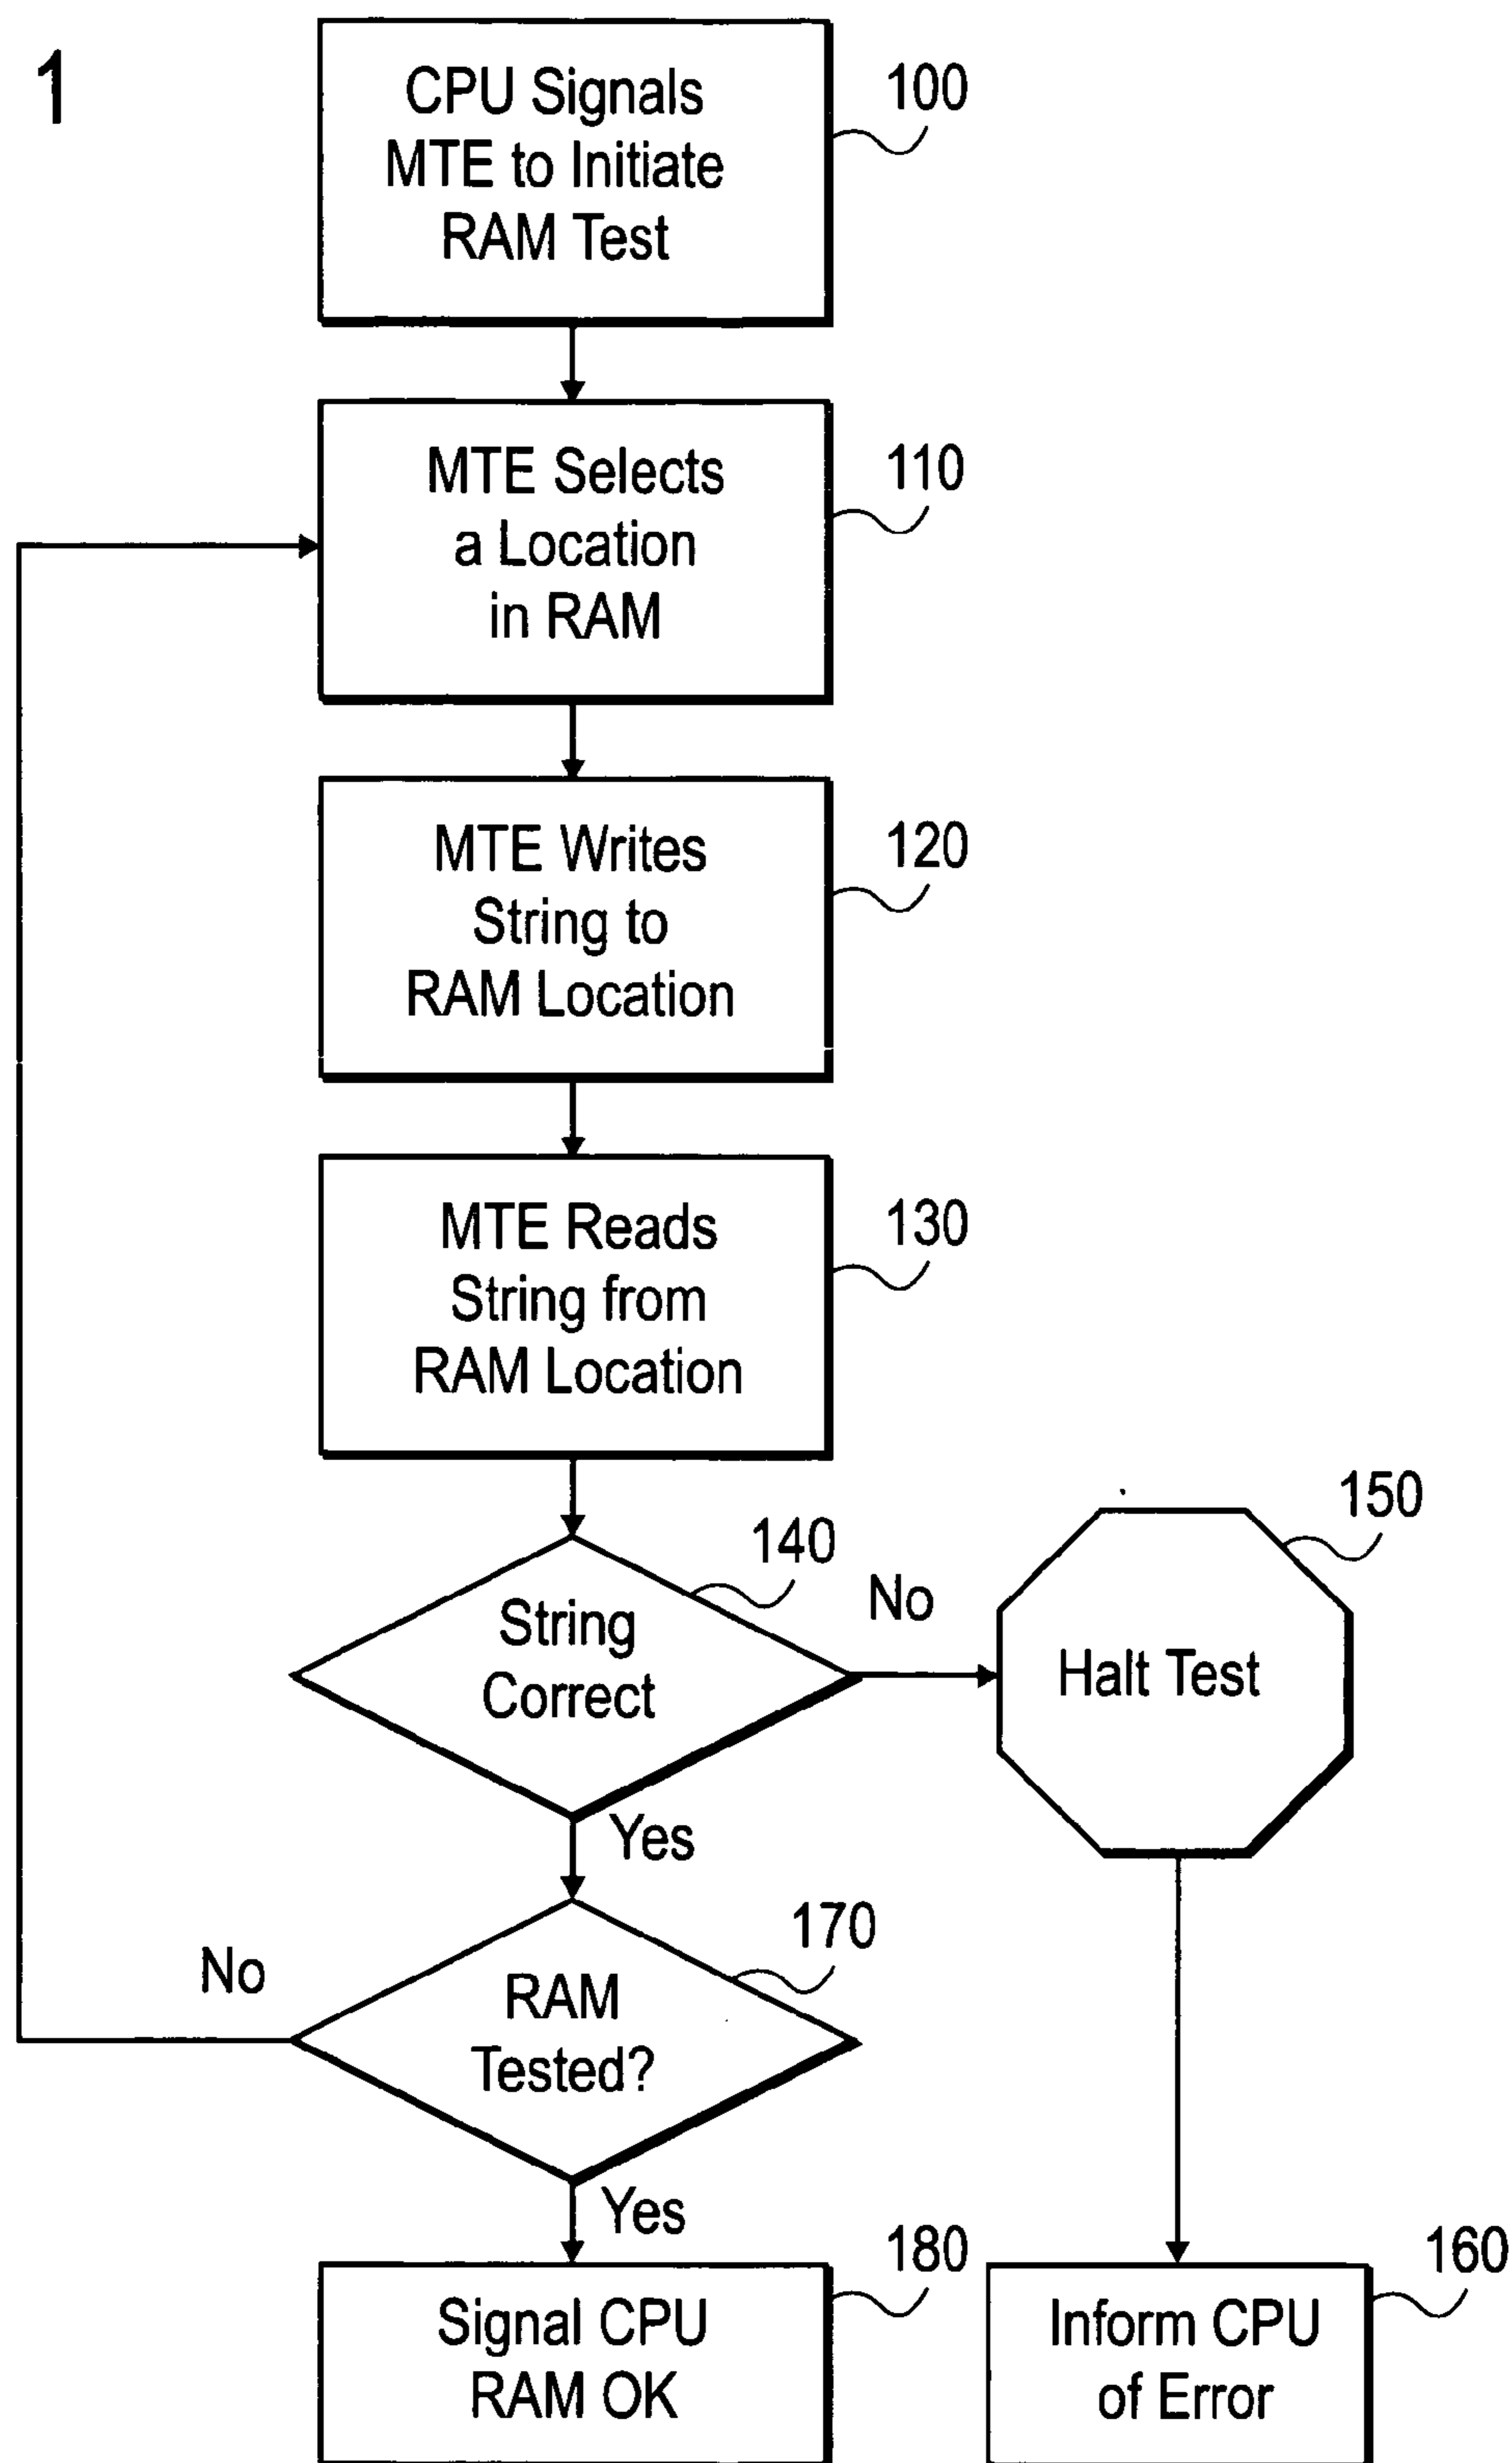 1
CPU Signals
MTE to Initiate
RAM Test
100
MTE Selects
a Location
in RAM
110
MTE Writes
String to
RAM Location
120
MTE Reads
String from
RAM Location
130
String
Correct
140
No
Halt Test
150
Yes
RAM
Tested?
170
No
Yes
Signal CPU
RAM OK
180
Inform CPU
of Error
160